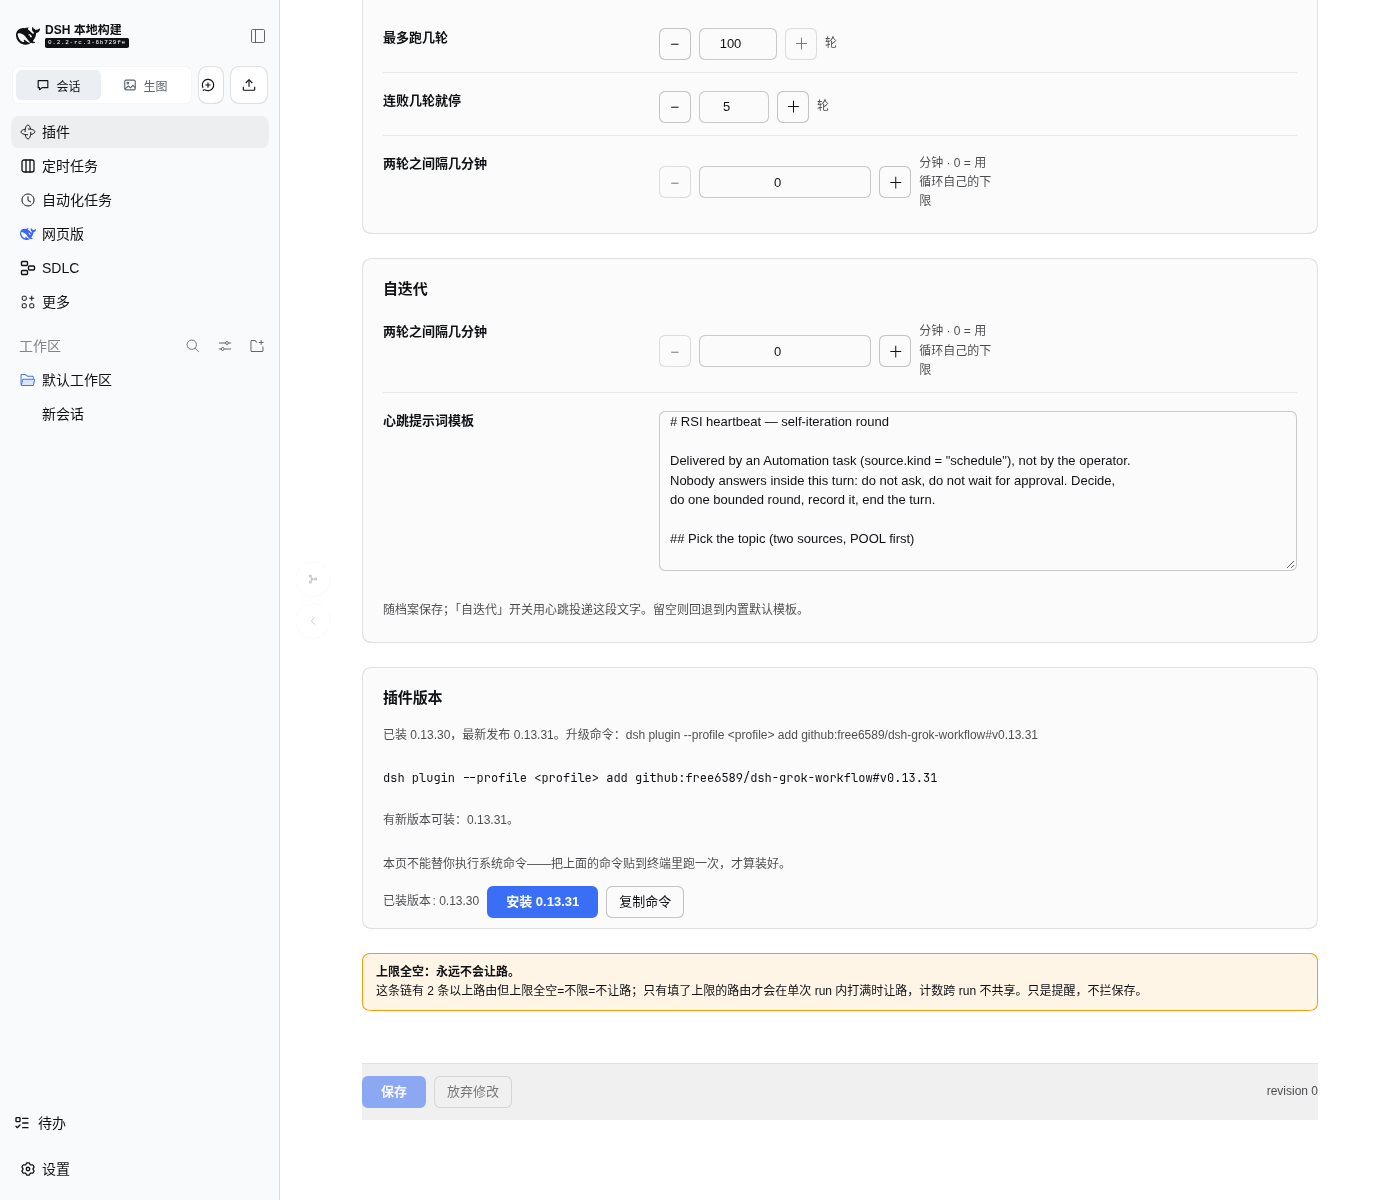 DSH 本地构建
0.2.2-rc.3-6b729fe
会话
生图
插件
定时任务
自动化任务
网页版
SDLC
更多
工作区
默认工作区
新会话
待办
设置
最多跑几轮
− 100 + 轮
连败几轮就停
− 5 + 轮
两轮之间隔几分钟
− 0 +
分钟 · 0 = 用
循环自己的下
限
自迭代
两轮之间隔几分钟
− 0 +
分钟 · 0 = 用
循环自己的下
限
心跳提示词模板
# RSI heartbeat — self-iteration round
Delivered by an Automation task (source.kind = "schedule"), not by the operator.
Nobody answers inside this turn: do not ask, do not wait for approval. Decide,
do one bounded round, record it, end the turn.
## Pick the topic (two sources, POOL first)
随档案保存；「自迭代」开关用心跳投递这段文字。留空则回退到内置默认模板。
插件版本
已装 0.13.30，最新发布 0.13.31。升级命令：dsh plugin --profile <profile> add github:free6589/dsh-grok-workflow#v0.13.31
dsh plugin --profile <profile> add github:free6589/dsh-grok-workflow#v0.13.31
有新版本可装：0.13.31。
本页不能替你执行系统命令——把上面的命令贴到终端里跑一次，才算装好。
已装版本: 0.13.30
安装 0.13.31
复制命令
上限全空：永远不会让路。
这条链有 2 条以上路由但上限全空=不限=不让路；只有填了上限的路由才会在单次 run 内打满时让路，计数跨 run 不共享。只是提醒，不拦保存。
保存
放弃修改
revision 0